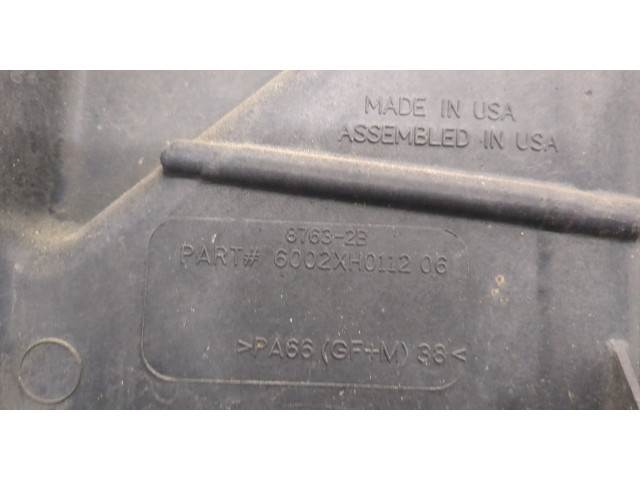 MADE IN USA
ASSEMBLED IN USA
8763-2B
PART# 6002XH0112 06
>PA66 (GF+M) 38<